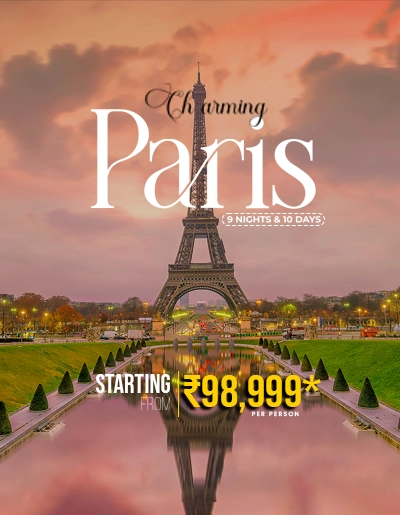 Charming
Paris
9 NIGHTS & 10 DAYS
STARTING
FROM
₹98,999*
PER PERSON